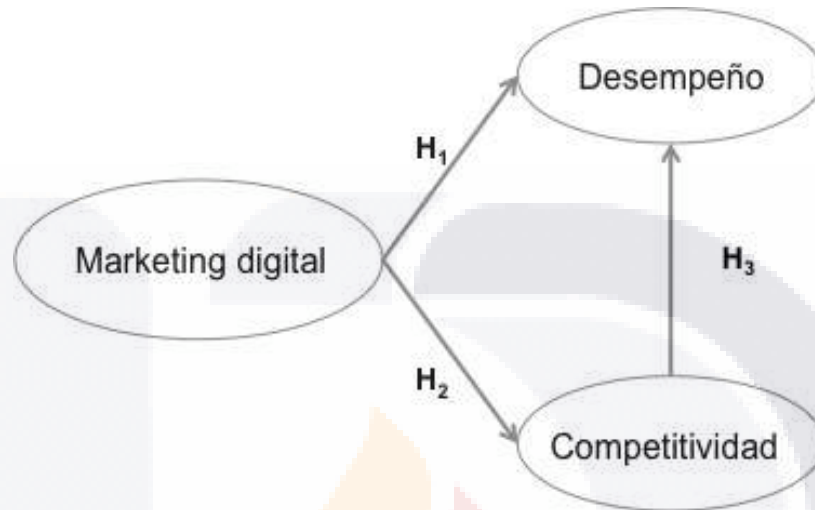 Desempeño
H₁
Marketing digital
H₃
H₂
Competitividad